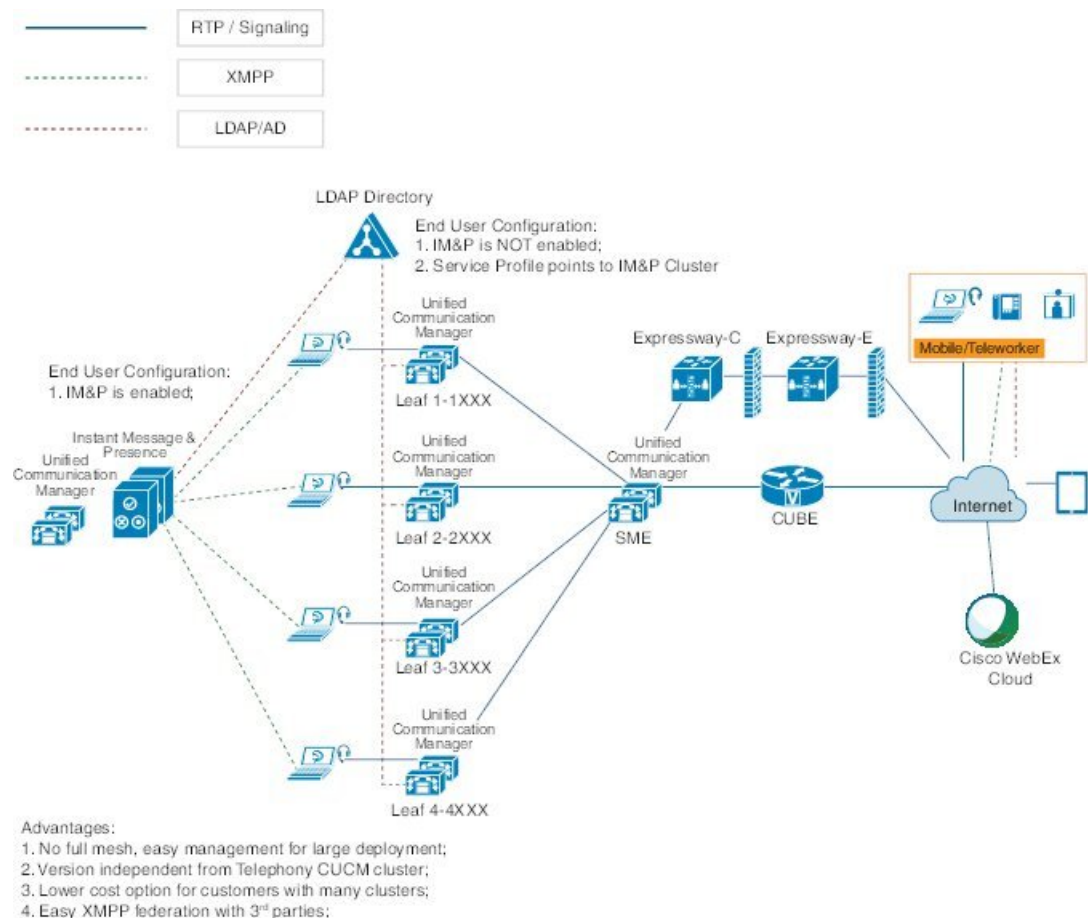 RTP / Signaling
XMPP
LDAP/AD
LDAP Directory
End User Configuration:
1. IM&P is NOT enabled;
2. Service Profile points to IM&P Cluster
Unified
Communication
Manager
Leaf 1-1XXX
End User Configuration:
1. IM&P is enabled;
Instant Message &
Presence
Unified
Communication
Manager
Unified
Communication
Manager
Leaf 2-2XXX
Unified
Communication
Manager
Leaf 3-3XXX
Unified
Communication
Manager
Leaf 4-4XXX
Expressway-C
Expressway-E
Mobile/Teleworker
Unified
Communication
Manager
SME
V
CUBE
Internet
Cisco WebEx
Cloud
Advantages:
1. No full mesh, easy management for large deployment;
2. Version independent from Telephony CUCM cluster;
3. Lower cost option for customers with many clusters;
4. Easy XMPP federation with 3rd parties;